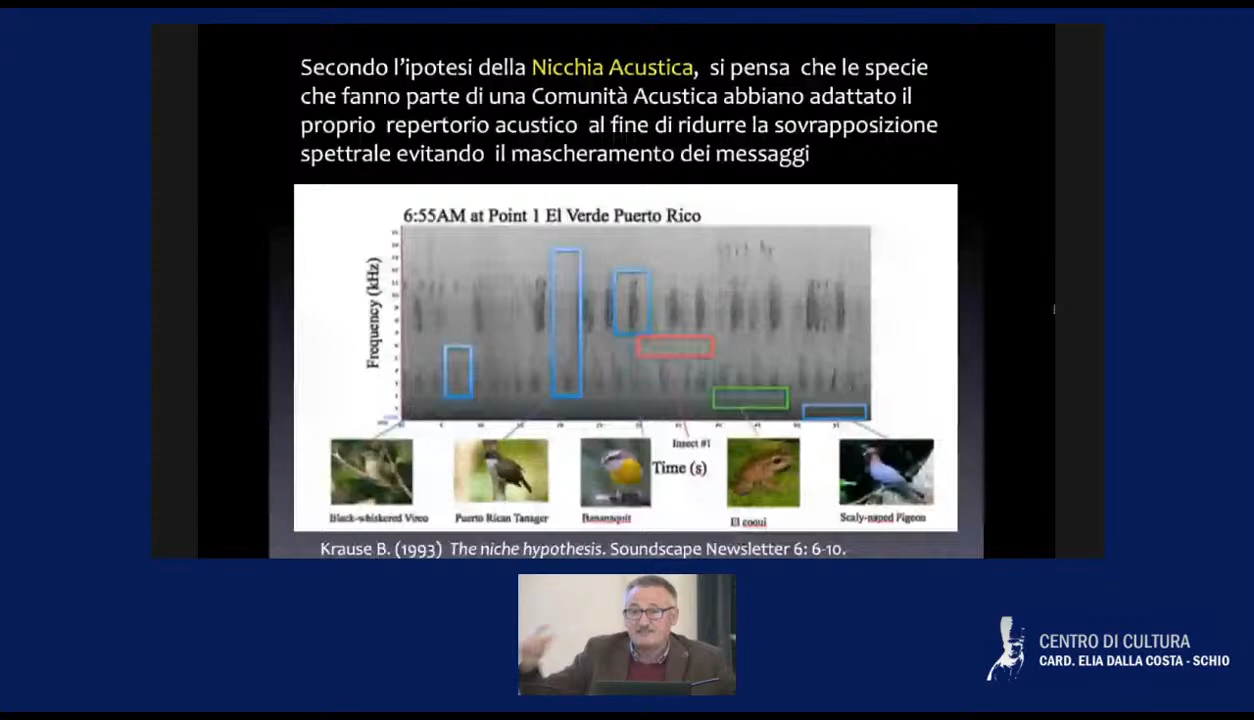 Secondo l'ipotesi della Nicchia Acustica, si pensa che le specie
che fanno parte di una Comunità Acustica abbiano adattato il
proprio repertorio acustico al fine di ridurre la sovrapposizione
spettrale evitando il mascheramento dei messaggi
6:55AM at Point 1 El Verde Puerto Rico
Frequency (kHz)
Insect #1
Time (s)
Black-whiskered Vireo
Puerto Rican Tanager
Bananaquit
El coqui
Scaly-naped Pigeon
Krause B. (1993) The niche hypothesis. Soundscape Newsletter 6: 6-10.
CENTRO DI CULTURA
CARD. ELIA DALLA COSTA - SCHIO